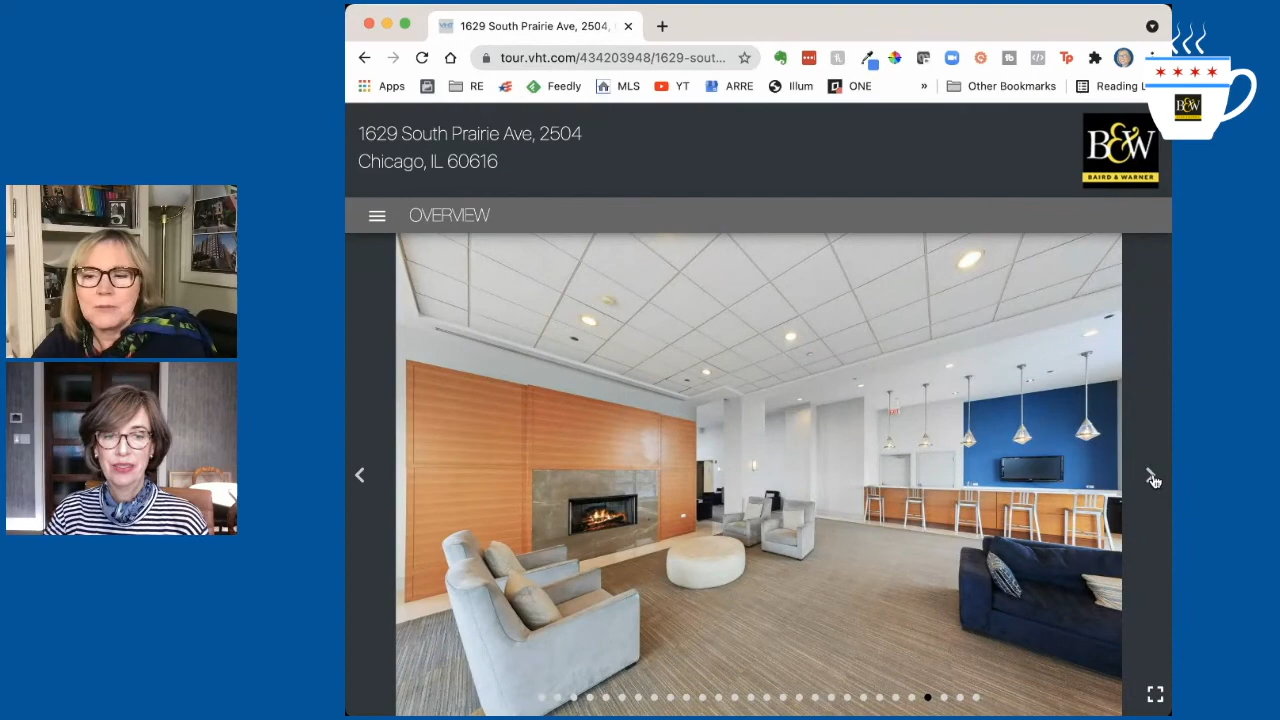 1629 South Prairie Ave, 2504,
tour.vht.com/434203948/1629-sout...
Apps
RE
Feedly
MLS
YT
ARRE
Illum
ONE
»
Other Bookmarks
Reading L
1629 South Prairie Ave, 2504
Chicago, IL 60616
B&W
BAIRD & WARNER
B&W
OVERVIEW